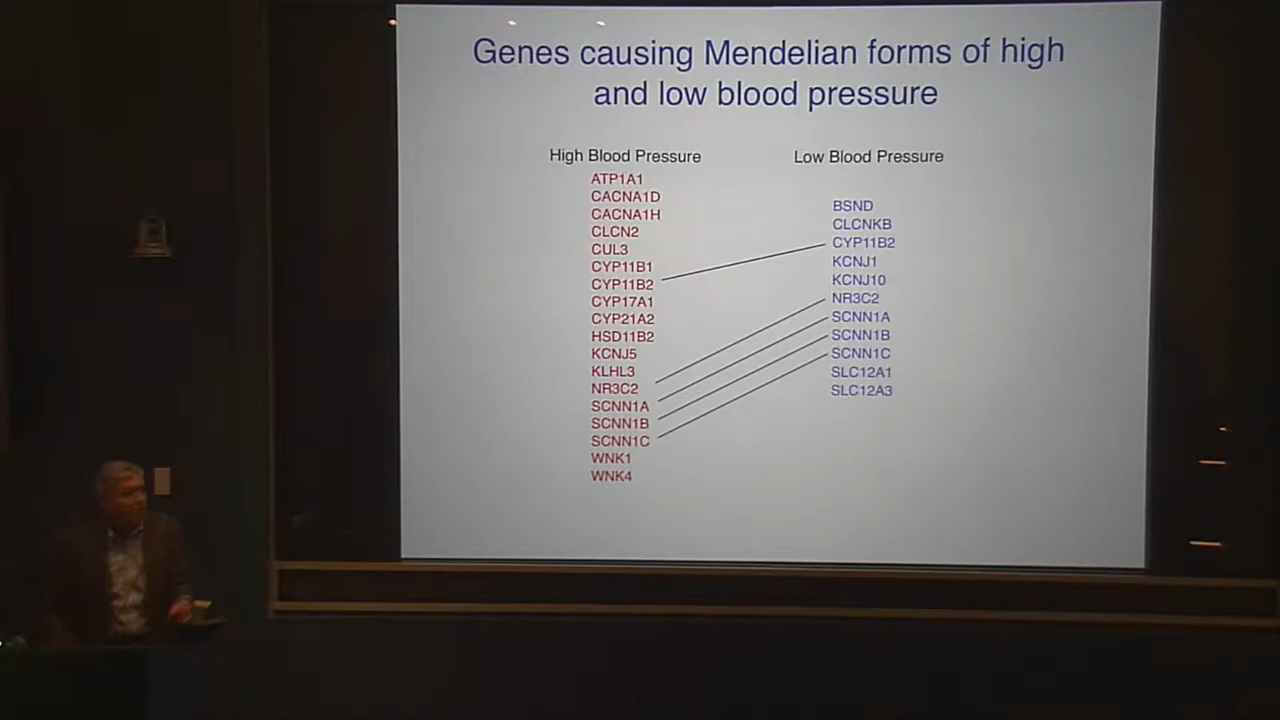 Genes causing Mendelian forms of high
and low blood pressure
High Blood Pressure
ATP1A1
CACNA1D
CACNA1H
CLCN2
CUL3
CYP11B1
CYP11B2
CYP17A1
CYP21A2
HSD11B2
KCNJ5
KLHL3
NR3C2
SCNN1A
SCNN1B
SCNN1C
WNK1
WNK4
Low Blood Pressure
BSND
CLCNKB
CYP11B2
KCNJ1
KCNJ10
NR3C2
SCNN1A
SCNN1B
SCNN1C
SLC12A1
SLC12A3